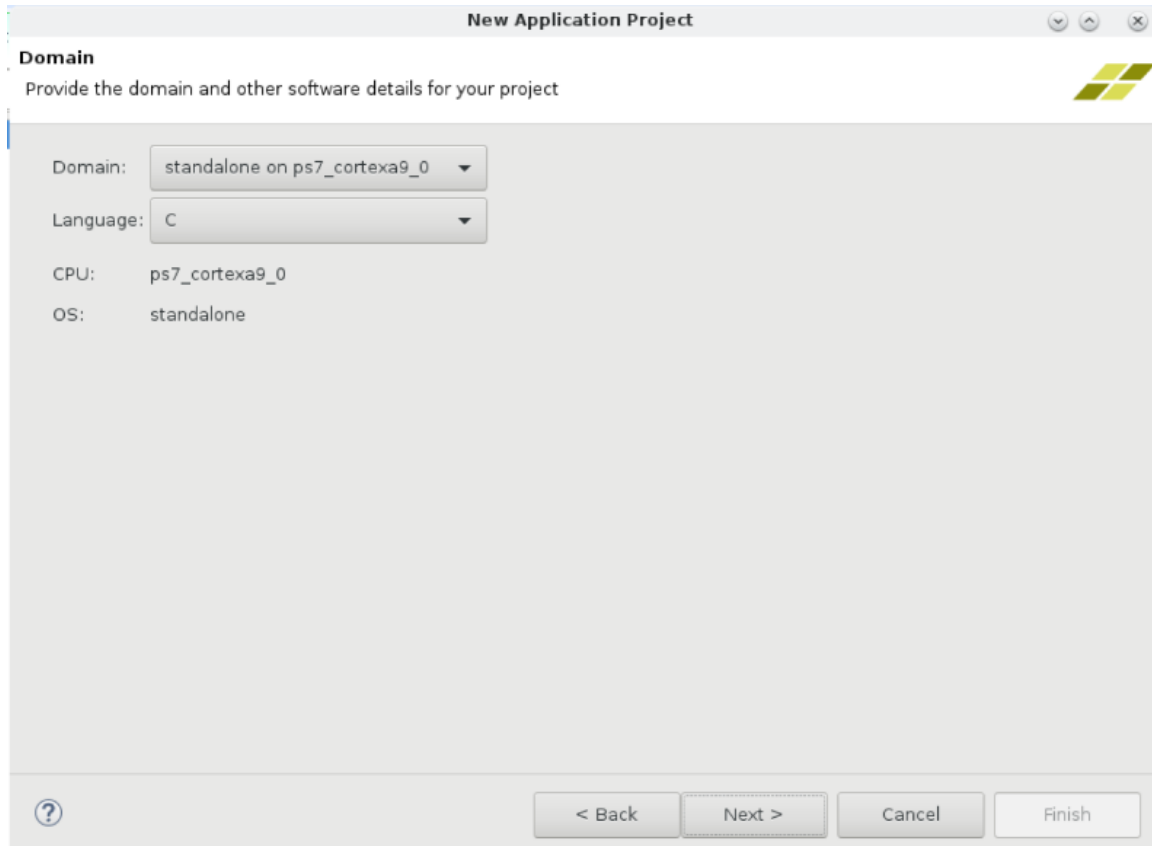 New Application Project
Domain
Provide the domain and other software details for your project
Domain: standalone on ps7_cortexa9_0
Language: C
CPU: ps7_cortexa9_0
OS: standalone
? < Back Next > Cancel Finish